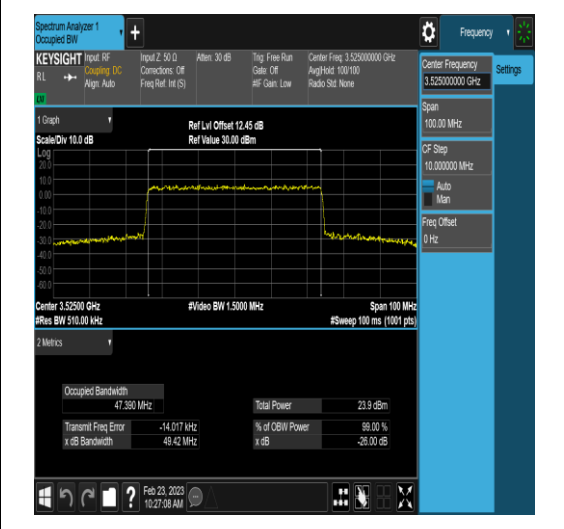 Spectrum Analyzer 1
Occupied BW
Frequency
KEYSIGHT
RL
Input: RF
Coupling: DC
Align: Auto
Input Z: 50 Ω
Corrections: Off
Freq Ref: Int (S)
Atten: 30 dB
Trig: Free Run
Gate: Off
#IF Gain: Low
Center Freq: 3.525000000 GHz
Avg|Hold: 100/100
Radio Std: None
Center Frequency
3.525000000 GHz
Settings
Span
100.00 MHz
CF Step
10.000000 MHz
Auto
Man
Freq Offset
0 Hz
1 Graph
Scale/Div 10.0 dB
Ref Lvl Offset 12.45 dB
Ref Value 30.00 dBm
Log
20.0
10.0
0.00
-10.0
-20.0
-30.0
-40.0
-50.0
-60.0
Center 3.52500 GHz
#Video BW 1.5000 MHz
Span 100 MHz
#Res BW 510.00 kHz
#Sweep 100 ms (1001 pts)
2 Metrics
Occupied Bandwidth
47.390 MHz
Total Power 23.9 dBm
Transmit Freq Error -14.017 kHz
% of OBW Power 99.00 %
x dB Bandwidth 49.42 MHz
x dB -26.00 dB
Feb 23, 2023
10:27:08 AM